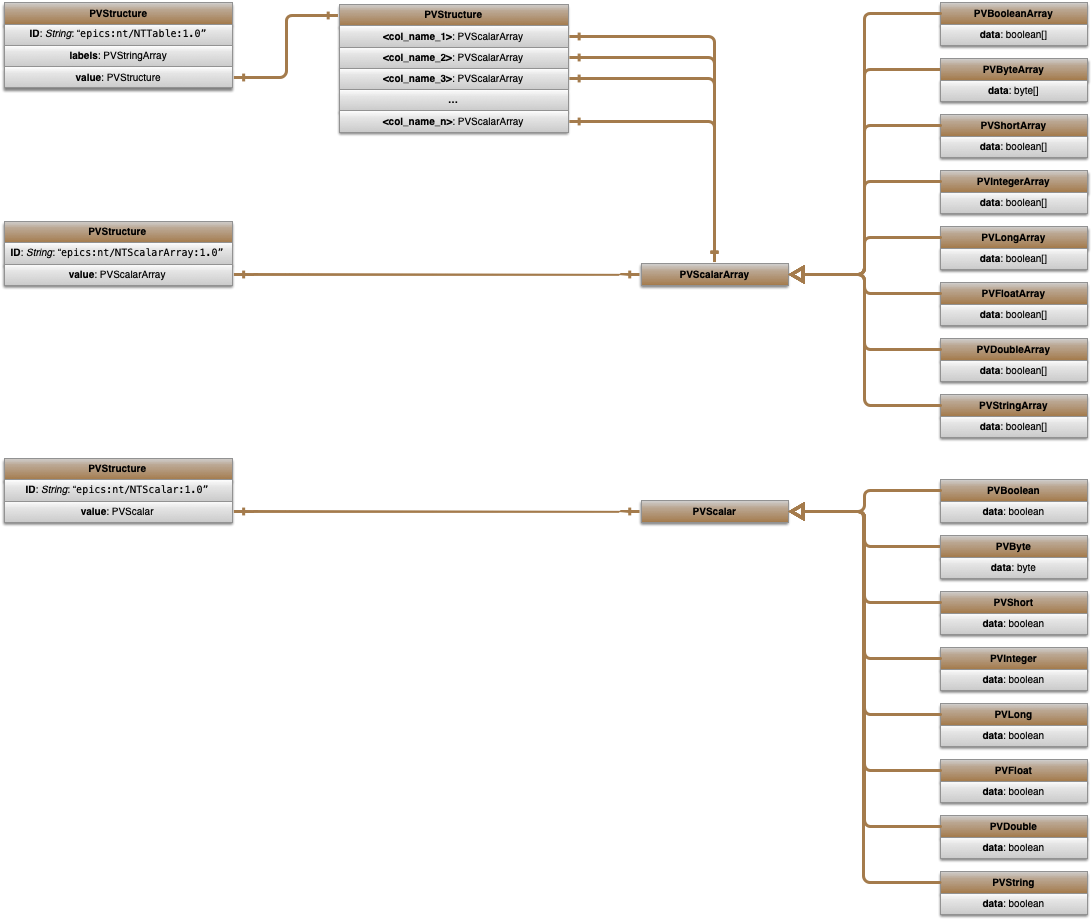 PVStructure
ID: String: “epics:nt/NTTable:1.0”
labels: PVStringArray
value: PVStructure
PVStructure
<col_name_1>: PVScalarArray
<col_name_2>: PVScalarArray
<col_name_3>: PVScalarArray
...
<col_name_n>: PVScalarArray
PVBooleanArray
data: boolean[]
PVByteArray
data: byte[]
PVShortArray
data: boolean[]
PVIntegerArray
data: boolean[]
PVLongArray
data: boolean[]
PVFloatArray
data: boolean[]
PVDoubleArray
data: boolean[]
PVStringArray
data: boolean[]
PVStructure
ID: String: “epics:nt/NTScalarArray:1.0”
value: PVScalarArray
PVScalarArray
PVStructure
ID: String: “epics:nt/NTScalar:1.0”
value: PVScalar
PVScalar
PVBoolean
data: boolean
PVByte
data: byte
PVShort
data: boolean
PVInteger
data: boolean
PVLong
data: boolean
PVFloat
data: boolean
PVDouble
data: boolean
PVString
data: boolean